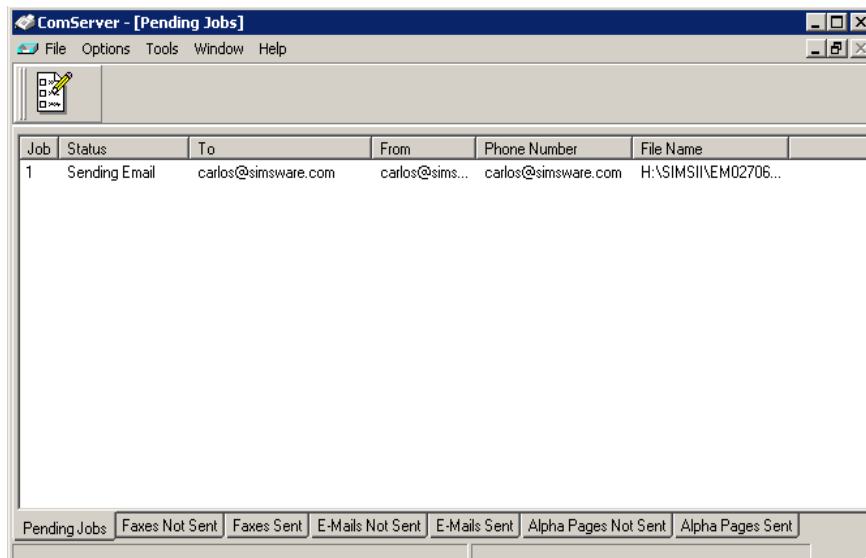 ComServer - [Pending Jobs]
File Options Tools Window Help
Job Status To From Phone Number File Name
1 Sending Email carlos@simsware.com carlos@sims... carlos@simsware.com H:\SIMSII\EM02706...
Pending Jobs Faxes Not Sent Faxes Sent E-Mails Not Sent E-Mails Sent Alpha Pages Not Sent Alpha Pages Sent